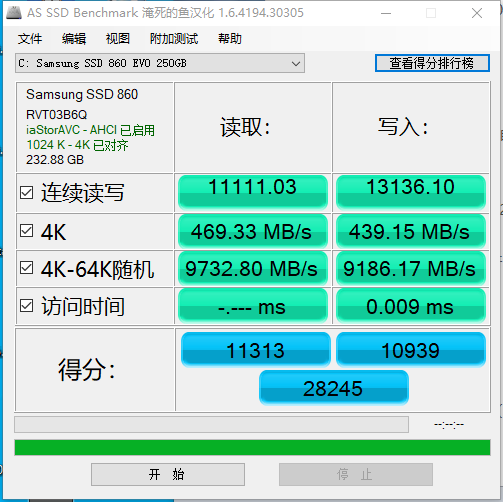 AS SSD Benchmark 淹死的鱼汉化 1.6.4194.30305
文件 编辑 视图 附加测试 帮助
C: Samsung SSD 860 EVO 250GB
查看得分排行榜
Samsung SSD 860
RVT03B6Q
iaStorAVC - AHCI 已启用
1024 K - 4K 已对齐
232.88 GB
读取： 写入：
连续读写 11111.03 13136.10
4K 469.33 MB/s 439.15 MB/s
4K-64K随机 9732.80 MB/s 9186.17 MB/s
访问时间 -.--- ms 0.009 ms
得分： 11313 10939
28245
--:--:--
开 始 停 止